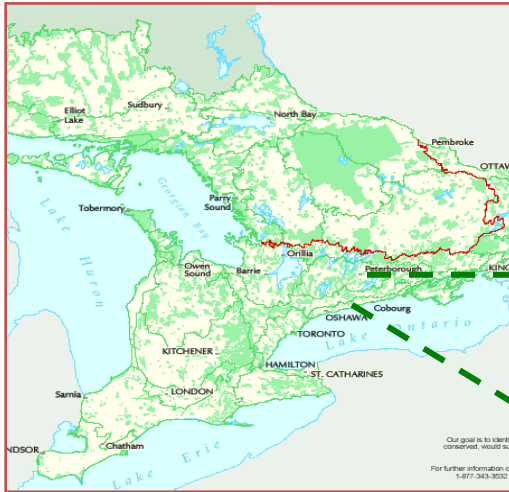 Sudbury
Elliot
Lake
North Bay
Pembroke
OTTAW
Georgian Bay
Parry
Sound
Tobermory
Lake Huron
Orillia
Owen
Sound
Barrie
Peterborough
KING
Cobourg
OSHAWA
TORONTO
Lake Ontario
KITCHENER
HAMILTON
ST. CATHARINES
Sarnia
LONDON
Chatham
NDSOR
Lake Erie
Our goal is to identi
conserved, would su
For further information c
1-877-343-3532